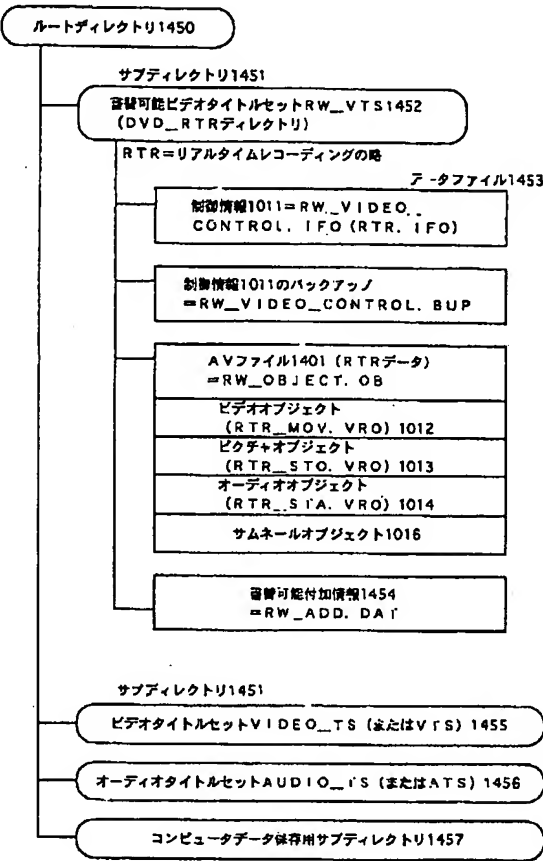 ルートディレクトリ1450
サブディレクトリ1451
書替可能ビデオタイトルセットRW_VTS1452
(DVD_RTRディレクトリ)
RTR=リアルタイムレコーディングの略
データファイル1453
制御情報1011=RW_VIDEO_
CONTROL. IFO (RTR. IFO)
制御情報1011のバックアップ
=RW_VIDEO_CONTROL. BUP
AVファイル1401 (RTRデータ)
=RW_OBJECT. OB
ビデオオブジェクト
(RTR_MOV. VRO) 1012
ピクチャオブジェクト
(RTR_STO. VRO) 1013
オーディオオブジェクト
(RTR_STA. VRO) 1014
サムネールオブジェクト1016
書替可能付加情報1454
=RW_ADD. DAT
サブディレクトリ1451
ビデオタイトルセットVIDEO_TS (またはVTS) 1455
オーディオタイトルセットAUDIO_TS (またはATS) 1456
コンピュータデータ保存用サブディレクトリ1457